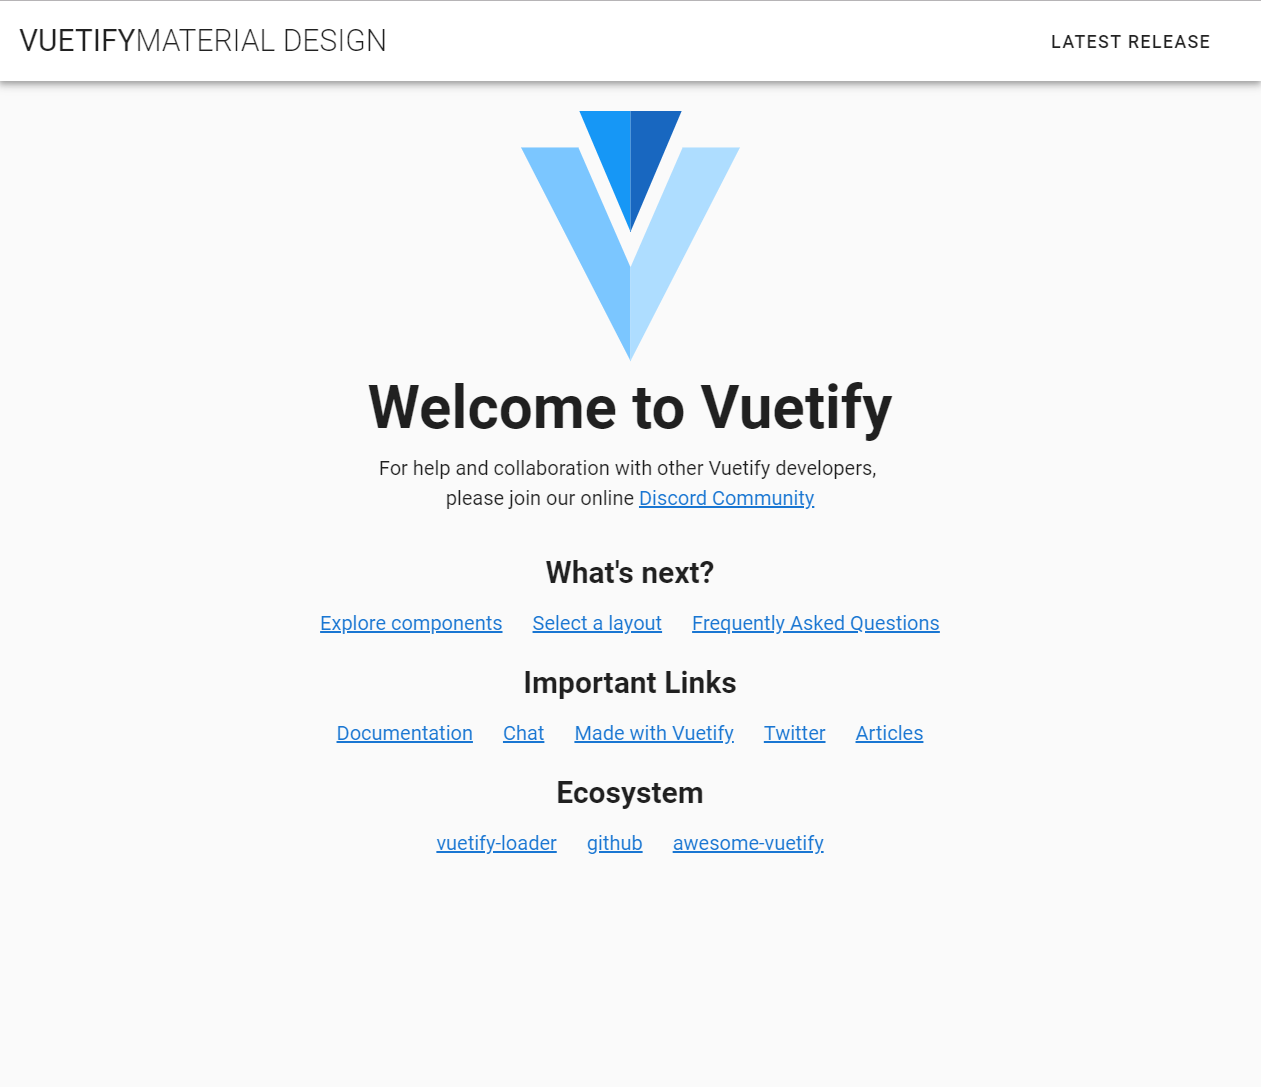 VUETIFYMATERIAL DESIGN
LATEST RELEASE
Welcome to Vuetify
For help and collaboration with other Vuetify developers,
please join our online Discord Community
What's next?
Explore components Select a layout Frequently Asked Questions
Important Links
Documentation Chat Made with Vuetify Twitter Articles
Ecosystem
vuetify-loader github awesome-vuetify